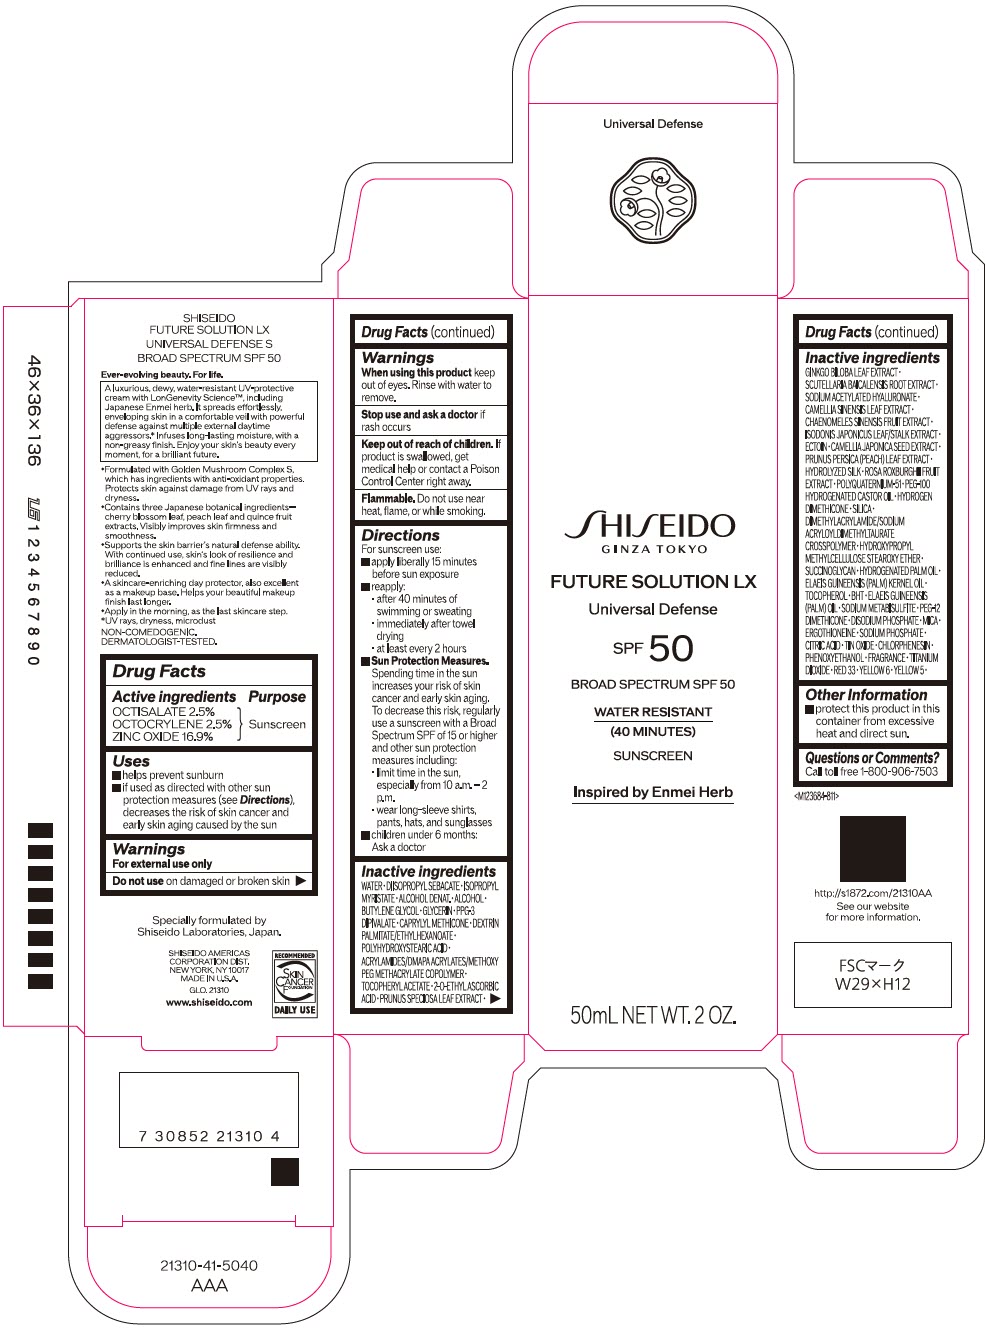 Universal Defense
46×36×136
US 1 2 3 4 5 6 7 8 9 0
SHISEIDO
FUTURE SOLUTION LX
UNIVERSAL DEFENSE S
BROAD SPECTRUM SPF 50
Ever-evolving beauty. For life.
A luxurious, dewy, water-resistant UV-protective
cream with LonGenevity Science™, including
Japanese Enmei herb. It spreads effortlessly,
enveloping skin in a comfortable veil with powerful
defense against multiple external daytime
aggressors.* Infuses long-lasting moisture, with a
non-greasy finish. Enjoy your skin's beauty every
moment, for a brilliant future.
•Formulated with Golden Mushroom Complex S,
which has ingredients with anti-oxidant properties.
Protects skin against damage from UV rays and
dryness.
•Contains three Japanese botanical ingredients—
cherry blossom leaf, peach leaf and quince fruit
extracts. Visibly improves skin firmness and
smoothness.
•Supports the skin barrier's natural defense ability.
With continued use, skin's look of resilience and
brilliance is enhanced and fine lines are visibly
reduced.
•A skincare-enriching day protector, also excellent
as a makeup base. Helps your beautiful makeup
finish last longer.
•Apply in the morning, as the last skincare step.
*UV rays, dryness, microdust
NON-COMEDOGENIC.
DERMATOLOGIST-TESTED.
Drug Facts
Active ingredients Purpose
OCTISALATE 2.5%
OCTOCRYLENE 2.5% } Sunscreen
ZINC OXIDE 16.9%
Uses
■ helps prevent sunburn
■ if used as directed with other sun
protection measures (see Directions),
decreases the risk of skin cancer and
early skin aging caused by the sun
Warnings
For external use only
Do not use on damaged or broken skin ▶
Specially formulated by
Shiseido Laboratories, Japan.
SHISEIDO AMERICAS
CORPORATION DIST.
NEW YORK, NY 10017
MADE IN U.S.A.
GLO. 21310
www.shiseido.com
RECOMMENDED
SKIN
CANCER
FOUNDATION
DAILY USE
7 30852 21310 4
21310-41-5040
AAA
Drug Facts (continued)
Warnings
When using this product keep
out of eyes. Rinse with water to
remove.
Stop use and ask a doctor if
rash occurs
Keep out of reach of children. If
product is swallowed, get
medical help or contact a Poison
Control Center right away.
Flammable. Do not use near
heat, flame, or while smoking.
Directions
For sunscreen use:
■ apply liberally 15 minutes
before sun exposure
■ reapply:
• after 40 minutes of
swimming or sweating
• immediately after towel
drying
• at least every 2 hours
■ Sun Protection Measures.
Spending time in the sun
increases your risk of skin
cancer and early skin aging.
To decrease this risk, regularly
use a sunscreen with a Broad
Spectrum SPF of 15 or higher
and other sun protection
measures including:
• limit time in the sun,
especially from 10 a.m. – 2
p.m.
• wear long-sleeve shirts,
pants, hats, and sunglasses
■ children under 6 months:
Ask a doctor
Inactive ingredients
WATER • DIISOPROPYL SEBACATE • ISOPROPYL
MYRISTATE • ALCOHOL DENAT. • ALCOHOL •
BUTYLENE GLYCOL • GLYCERIN • PPG-3
DIPIVALATE • CAPRYLYL METHICONE • DEXTRIN
PALMITATE/ETHYLHEXANOATE •
POLYHYDROXYSTEARIC ACID •
ACRYLAMIDES/DMAPA ACRYLATES/METHOXY
PEG METHACRYLATE COPOLYMER •
TOCOPHERYL ACETATE • 2-O-ETHYL ASCORBIC
ACID • PRUNUS SPECIOSA LEAF EXTRACT • ▶
SHISEIDO
GINZA TOKYO
FUTURE SOLUTION LX
Universal Defense
SPF 50
BROAD SPECTRUM SPF 50
WATER RESISTANT
(40 MINUTES)
SUNSCREEN
Inspired by Enmei Herb
50mL NET WT. 2 OZ.
Drug Facts (continued)
Inactive ingredients
GINKGO BILOBA LEAF EXTRACT •
SCUTELLARIA BAICALENSIS ROOT EXTRACT •
SODIUM ACETYLATED HYALURONATE •
CAMELLIA SINENSIS LEAF EXTRACT •
CHAENOMELES SINENSIS FRUIT EXTRACT •
ISODONIS JAPONICUS LEAF/STALK EXTRACT •
ECTOIN • CAMELLIA JAPONICA SEED EXTRACT •
PRUNUS PERSICA (PEACH) LEAF EXTRACT •
HYDROLYZED SILK • ROSA ROXBURGHII FRUIT
EXTRACT • POLYQUATERNIUM-51 • PEG-100
HYDROGENATED CASTOR OIL • HYDROGEN
DIMETHICONE • SILICA •
DIMETHYLACRYLAMIDE/SODIUM
ACRYLOYLDIMETHYLTAURATE
CROSSPOLYMER • HYDROXYPROPYL
METHYLCELLULOSE STEAROXY ETHER •
SUCCINOGLYCAN • HYDROGENATED PALM OIL •
ELAEIS GUINEENSIS (PALM) KERNEL OIL •
TOCOPHEROL • BHT • ELAEIS GUINEENSIS
(PALM) OIL • SODIUM METABISULFITE • PEG-12
DIMETHICONE • DISODIUM PHOSPHATE • MICA •
ERGOTHIONEINE • SODIUM PHOSPHATE •
CITRIC ACID • TIN OXIDE • CHLORPHENESIN •
PHENOXYETHANOL • FRAGRANCE • TITANIUM
DIOXIDE • RED 33 • YELLOW 6 • YELLOW 5 •
Other Information
■ protect this product in this
container from excessive
heat and direct sun.
Questions or Comments?
Call toll free 1-800-906-7503
<M123684-811>
http://s1872.com/21310AA
See our website
for more information.
FSCマーク
W29×H12